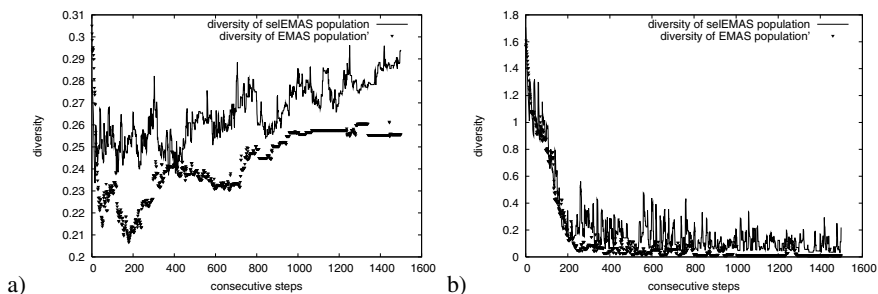 0.31
0.3
0.29
0.28
0.27
0.26
0.25
0.24
0.23
0.22
0.21
0.2
diversity
diversity of selEMAS population
diversity of EMAS population'
0 200 400 600 800 1000 1200 1400 1600
consecutive steps
a)
1.8
1.6
1.4
1.2
1
0.8
0.6
0.4
0.2
0
diversity
diversity of selEMAS population
diversity of EMAS population'
0 200 400 600 800 1000 1200 1400 1600
consecutive steps
b)